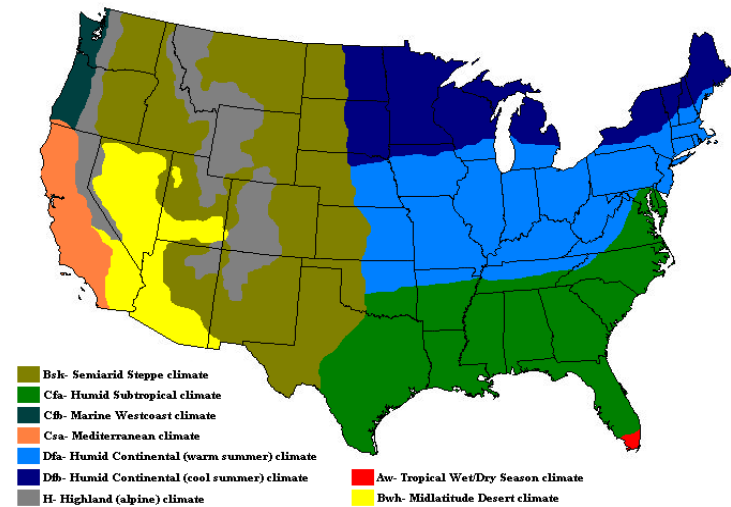 Bsk- Semiarid Steppe climate
Cfa- Humid Subtropical climate
Cfb- Marine Westcoast climate
Csa- Mediterranean climate
Dfa- Humid Continental (warm summer) climate
Dfb- Humid Continental (cool summer) climate
H- Highland (alpine) climate
Aw- Tropical Wet/Dry Season climate
Bwh- Midlatitude Desert climate